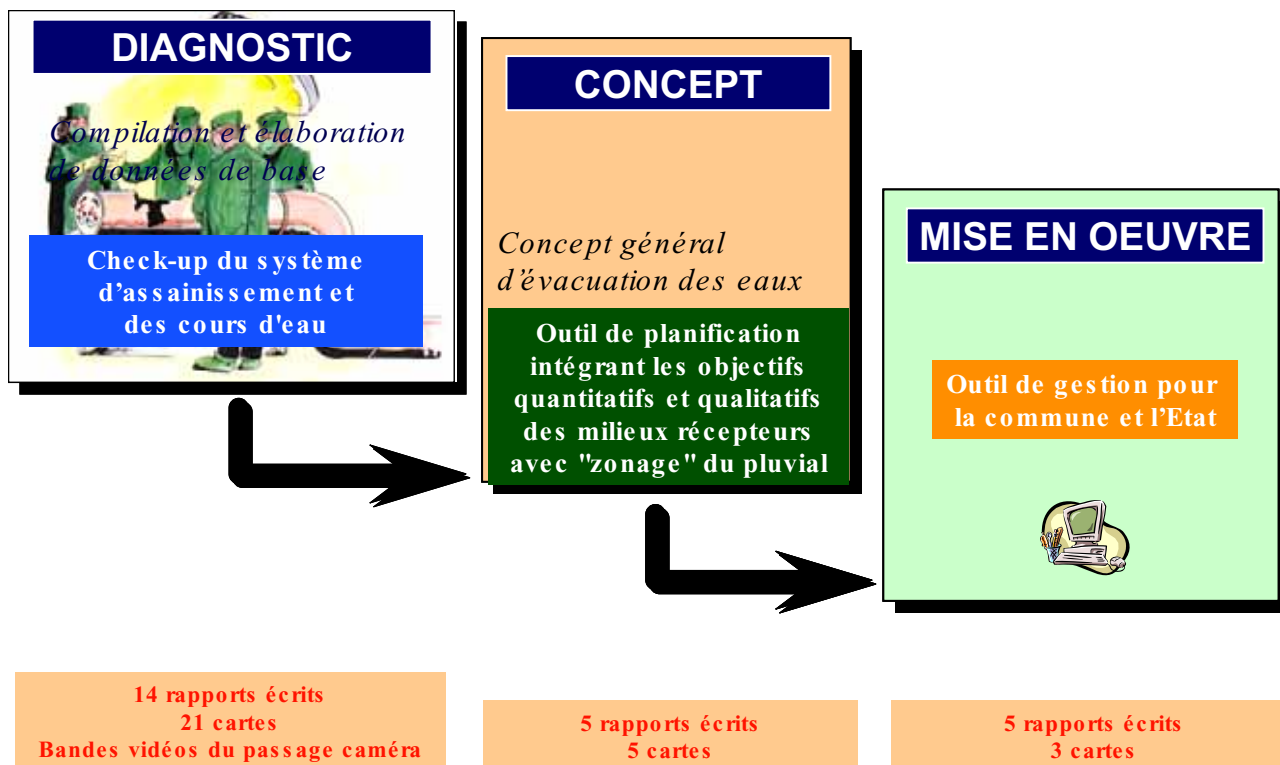 DIAGNOSTIC
Compilation et élaboration
de données de base
Check-up du système
d'assainissement et
des cours d'eau
CONCEPT
Concept général
d’évacuation des eaux
Outil de planification
intégrant les objectifs
quantitatifs et qualitatifs
des milieux récepteurs
avec "zonage" du pluvial
MISE EN OEUVRE
Outil de gestion pour
la commune et l’Etat
14 rapports écrits
21 cartes
Bandes vidéos du passage caméra
5 rapports écrits
5 cartes
5 rapports écrits
3 cartes